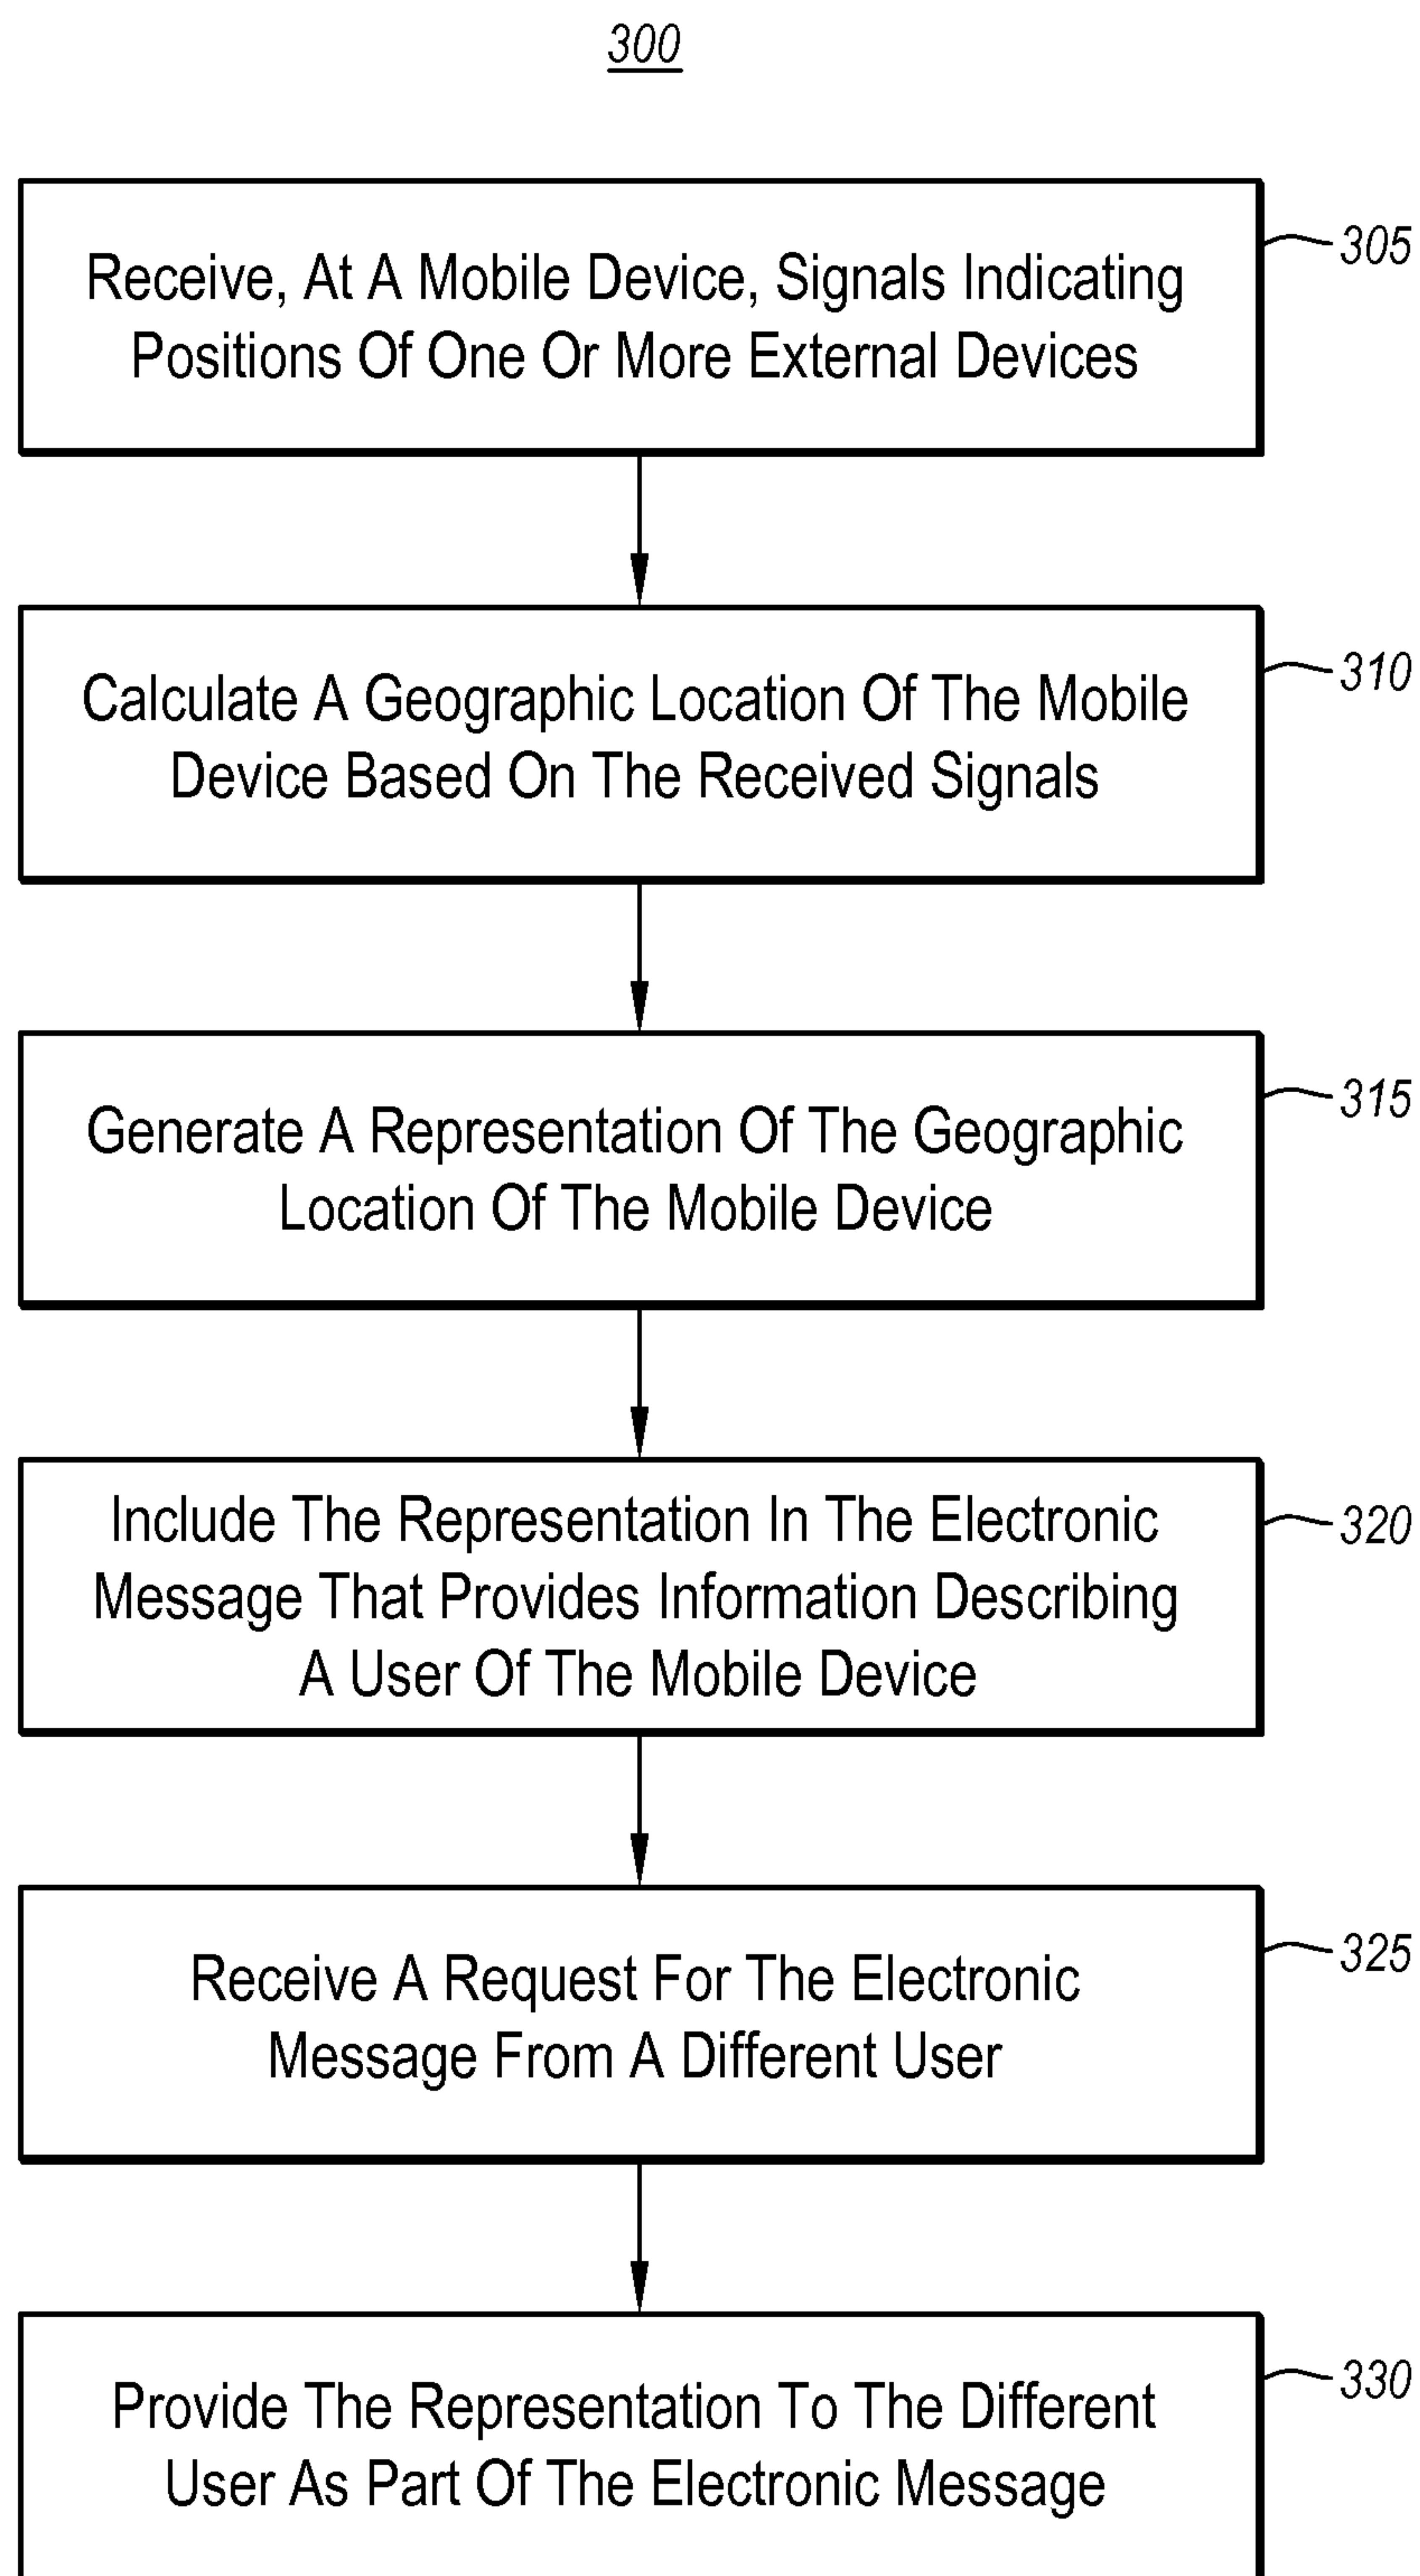 300
Receive, At A Mobile Device, Signals Indicating
Positions Of One Or More External Devices
305
Calculate A Geographic Location Of The Mobile
Device Based On The Received Signals
310
Generate A Representation Of The Geographic
Location Of The Mobile Device
315
Include The Representation In The Electronic
Message That Provides Information Describing
A User Of The Mobile Device
320
Receive A Request For The Electronic
Message From A Different User
325
Provide The Representation To The Different
User As Part Of The Electronic Message
330